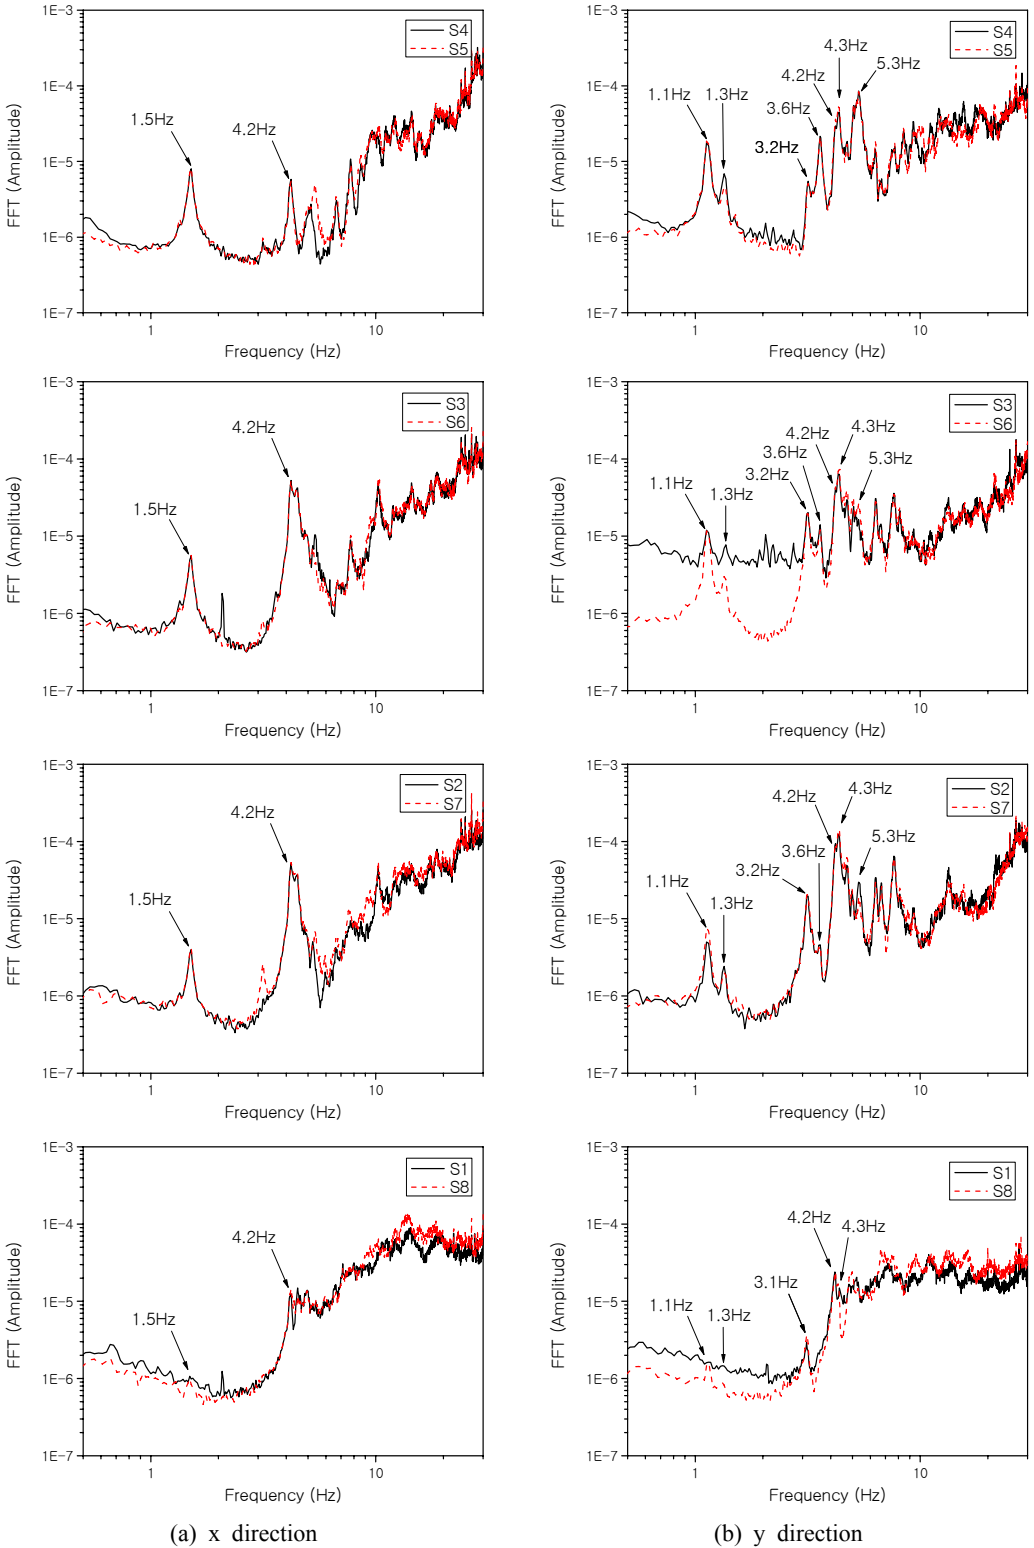 1E-3
S4
S5
1E-4
1.5Hz
4.2Hz
1E-5
1E-6
1E-7
1
10
FFT (Amplitude)
Frequency (Hz)
1E-3
S4
S5
4.3Hz
4.2Hz
5.3Hz
1E-4
1.1Hz
1.3Hz
3.6Hz
3.2Hz
1E-5
1E-6
1E-7
1
10
FFT (Amplitude)
Frequency (Hz)
1E-3
S3
S6
4.2Hz
1E-4
1.5Hz
1E-5
1E-6
1E-7
1
10
FFT (Amplitude)
Frequency (Hz)
1E-3
S3
S6
4.3Hz
4.2Hz
3.6Hz
5.3Hz
3.2Hz
1E-4
1.1Hz
1.3Hz
1E-5
1E-6
1E-7
1
10
FFT (Amplitude)
Frequency (Hz)
1E-3
S2
S7
4.2Hz
1E-4
1.5Hz
1E-5
1E-6
1E-7
1
10
FFT (Amplitude)
Frequency (Hz)
1E-3
S2
S7
4.3Hz
4.2Hz
5.3Hz
1E-4
3.6Hz
3.2Hz
1.1Hz
1.3Hz
1E-5
1E-6
1E-7
1
10
FFT (Amplitude)
Frequency (Hz)
1E-3
S1
S8
4.2Hz
1E-4
1E-5
1.5Hz
1E-6
1E-7
1
10
FFT (Amplitude)
Frequency (Hz)
1E-3
S1
S8
4.2Hz
4.3Hz
1E-4
3.1Hz
1.1Hz
1.3Hz
1E-5
1E-6
1E-7
1
10
FFT (Amplitude)
Frequency (Hz)
(a) x direction
(b) y direction